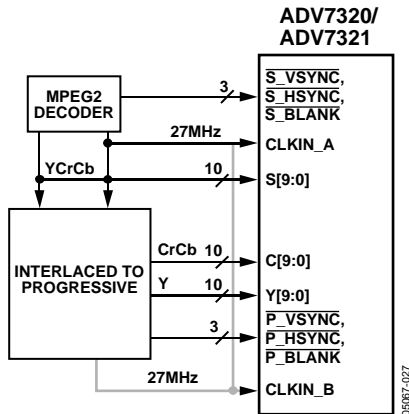 ADV7320/
ADV7321
MPEG2
DECODER
3
S_VSYNC,
S_HSYNC,
S_BLANK
27MHz
CLKIN_A
YCrCb
10
S[9:0]
INTERLACED TO
PROGRESSIVE
CrCb
10
C[9:0]
Y
10
Y[9:0]
3
P_VSYNC,
P_HSYNC,
P_BLANK
27MHz
CLKIN_B
05067-027